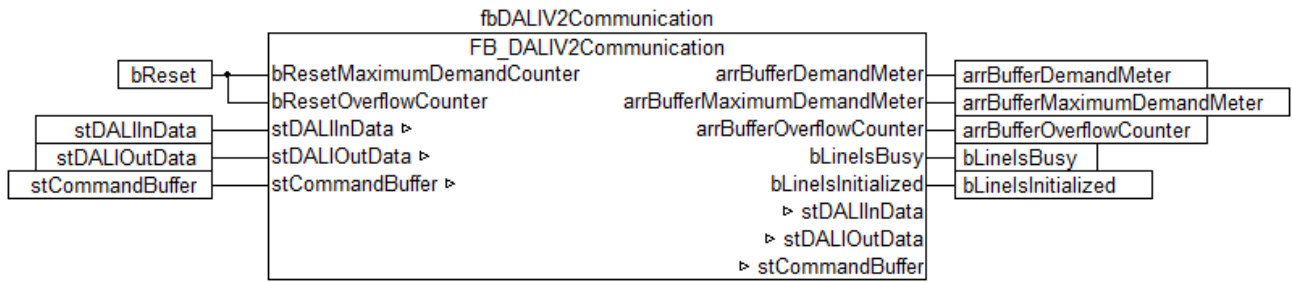 fbDALIV2Communication
FB_DALIV2Communication
bReset bResetMaximumDemandCounter arrBufferDemandMeter arrBufferDemandMeter
bResetOverflowCounter arrBufferMaximumDemandMeter arrBufferMaximumDemandMeter
stDALIInData stDALIInData arrBufferOverflowCounter arrBufferOverflowCounter
stDALIOutData stDALIOutData bLineIsBusy bLineIsBusy
stCommandBuffer stCommandBuffer bLineIsInitialized bLineIsInitialized
stDALIInData
stDALIOutData
stCommandBuffer